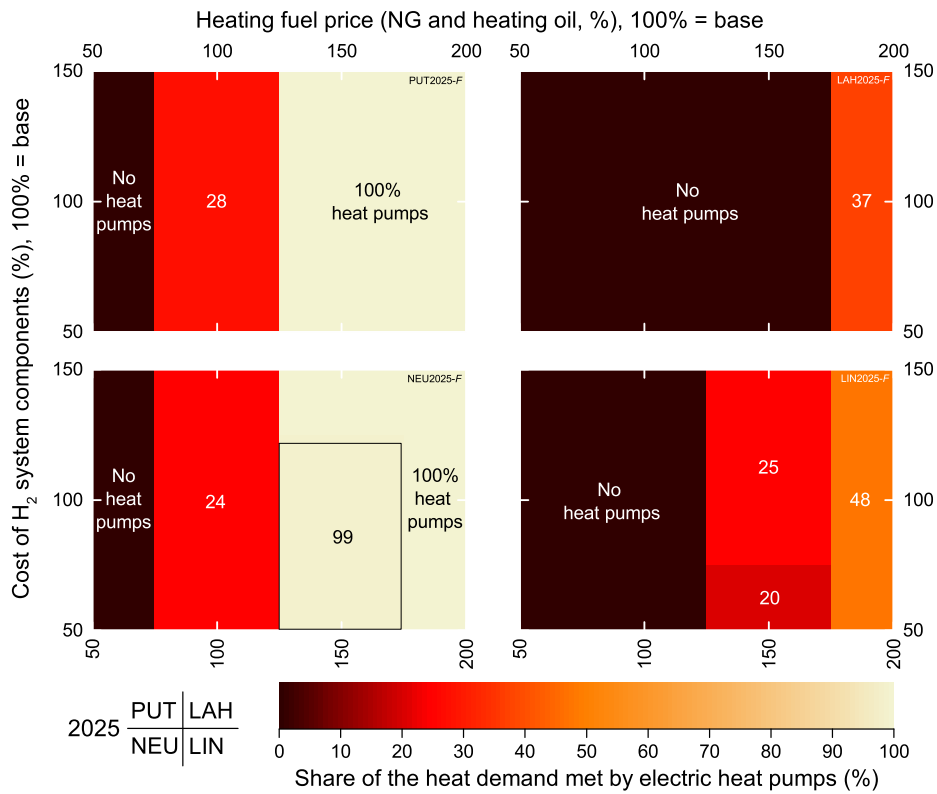 Heating fuel price (NG and heating oil, %), 100% = base
50 100 150 200 50 100 150 200
150 PUT2025-F LAH2025-F 150
No
heat
pumps
28
100%
heat pumps
No
heat pumps
37
100 100
50 50
Cost of H2 system components (%), 100% = base
150 NEU2025-F LIN2025-F 150
No
heat
pumps
24
99
100%
heat
pumps
No
heat pumps
25
20
48
100 100
50 50
50 100 150 200 50 100 150 200
2025
PUT LAH
NEU LIN
0 10 20 30 40 50 60 70 80 90 100
Share of the heat demand met by electric heat pumps (%)